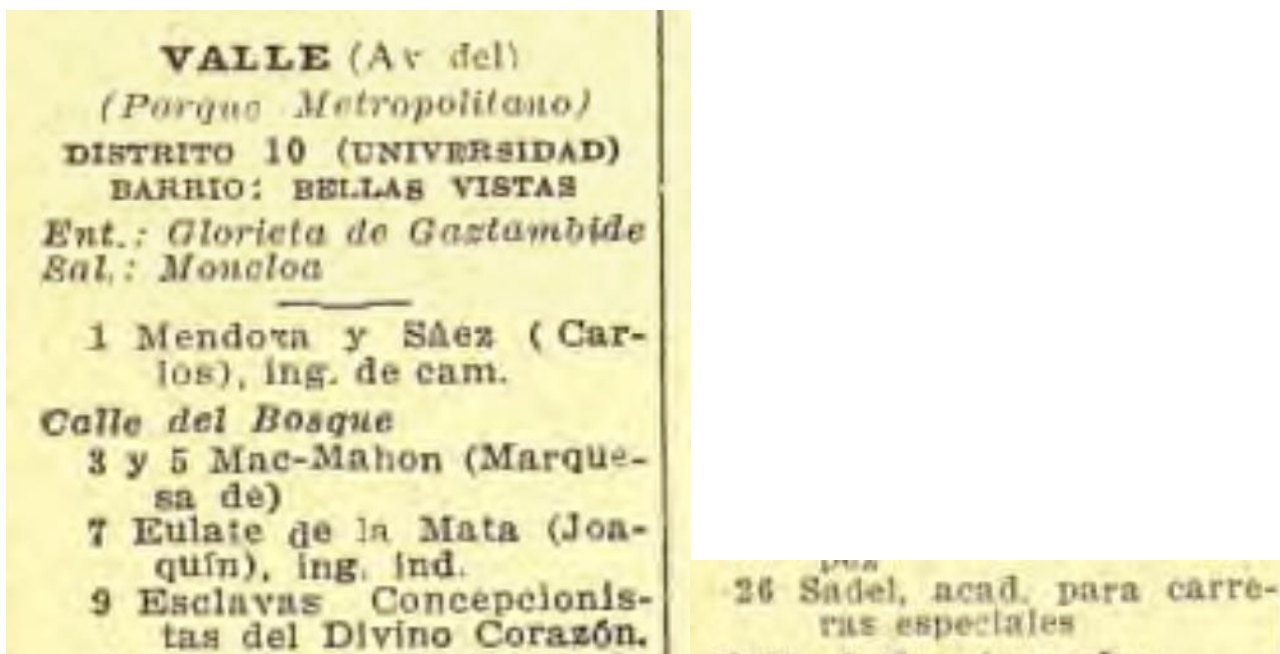 VALLE (Av del)
(Parque Metropolitano)
DISTRITO 10 (UNIVERSIDAD)
BARRIO: BELLAS VISTAS
Ent.: Glorieta de Gaztambide
Sal.: Moncloa
1 Mendoza y Sáez (Car-
los), ing. de cam.
Calle del Bosque
3 y 5 Mac-Mahon (Marque-
sa de)
7 Eulate de la Mata (Joa-
quín), ing. ind.
9 Esclavas Concepcionis-
tas del Divino Corazón.
26 Sadel, acad. para carre-
ras especiales